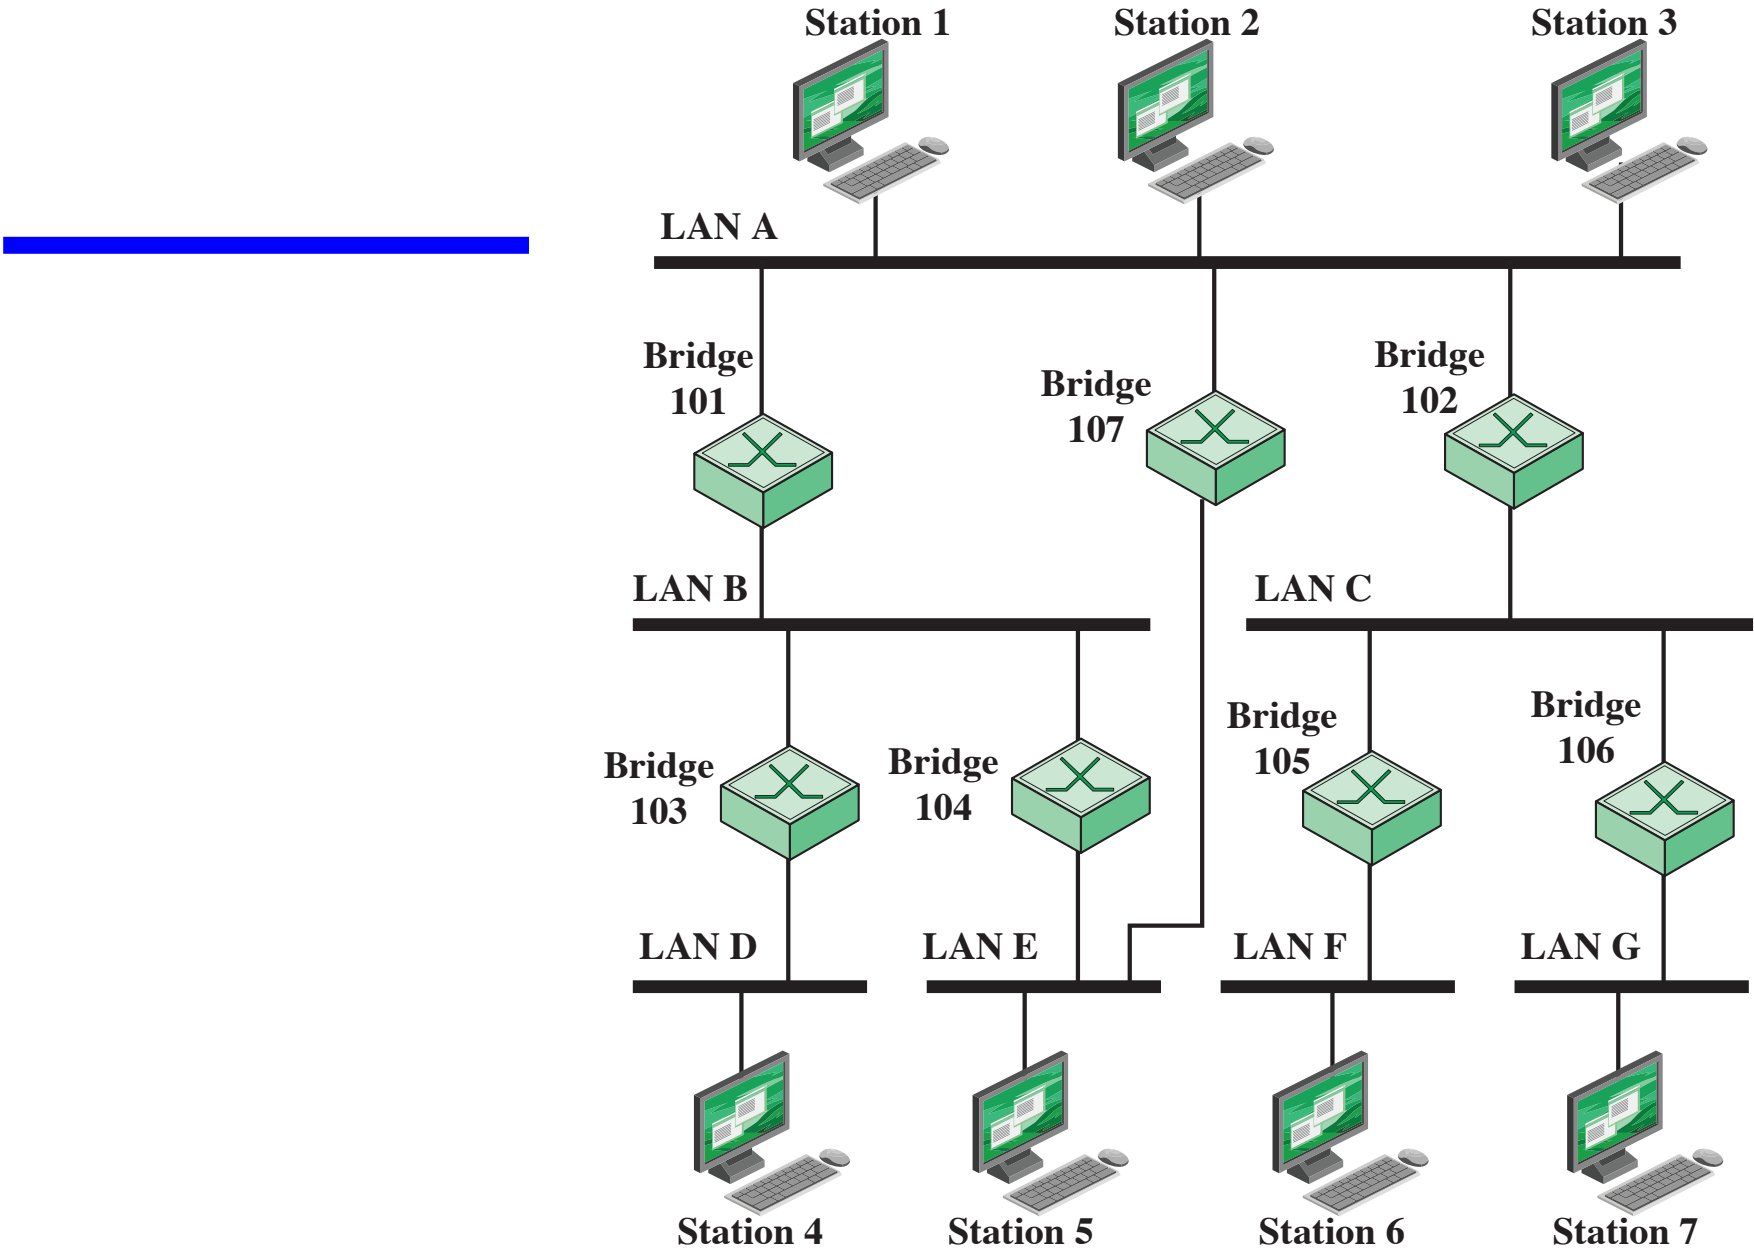 Station 1
Station 2
Station 3
LAN A
Bridge
101
Bridge
107
Bridge
102
LAN B
LAN C
Bridge
103
Bridge
104
Bridge
105
Bridge
106
LAN D
LAN E
LAN F
LAN G
Station 4
Station 5
Station 6
Station 7